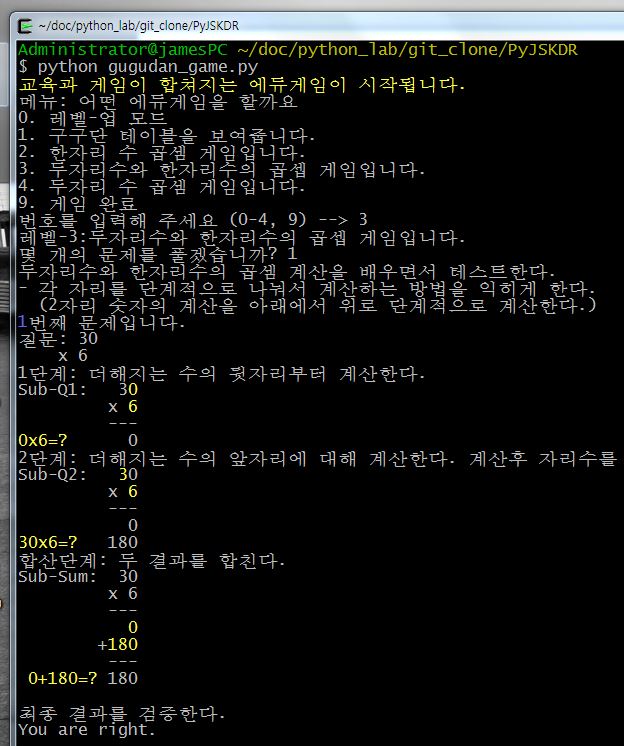 ~/doc/python_lab/git_clone/PyJSKDR
Administrator@jamesPC ~/doc/python_lab/git_clone/PyJSKDR
$ python gugudan_game.py
교육과 게임이 합쳐지는 에듀게임이 시작됩니다.
메뉴: 어떤 에듀게임을 할까요
0. 레벨-업 모드
1. 구구단 테이블을 보여줍니다.
2. 한자리 수 곱셈 게임입니다.
3. 두자리수와 한자리수의 곱셈 게임입니다.
4. 두자리 수 곱셈 게임입니다.
9. 게임 완료
번호를 입력해 주세요 (0-4, 9) --> 3
레벨-3:두자리수와 한자리수의 곱셉 게임입니다.
몇 개의 문제를 풀겠습니까? 1
두자리수와 한자리수의 곱셈 계산을 배우면서 테스트한다.
- 각 자리를 단계적으로 나눠서 계산하는 방법을 익히게 한다.
(2자리 숫자의 계산을 아래에서 위로 단계적으로 계산한다.)
1번째 문제입니다.
질문: 30
x 6
1단계: 더해지는 수의 뒷자리부터 계산한다.
Sub-Q1: 30
x 6
---
0x6=? 0
2단계: 더해지는 수의 앞자리에 대해 계산한다. 계산후 자리수를
Sub-Q2: 30
x 6
---
0
30x6=? 180
합산단계: 두 결과를 합친다.
Sub-Sum: 30
x 6
---
0
+180
---
0+180=? 180
최종 결과를 검증한다.
You are right.